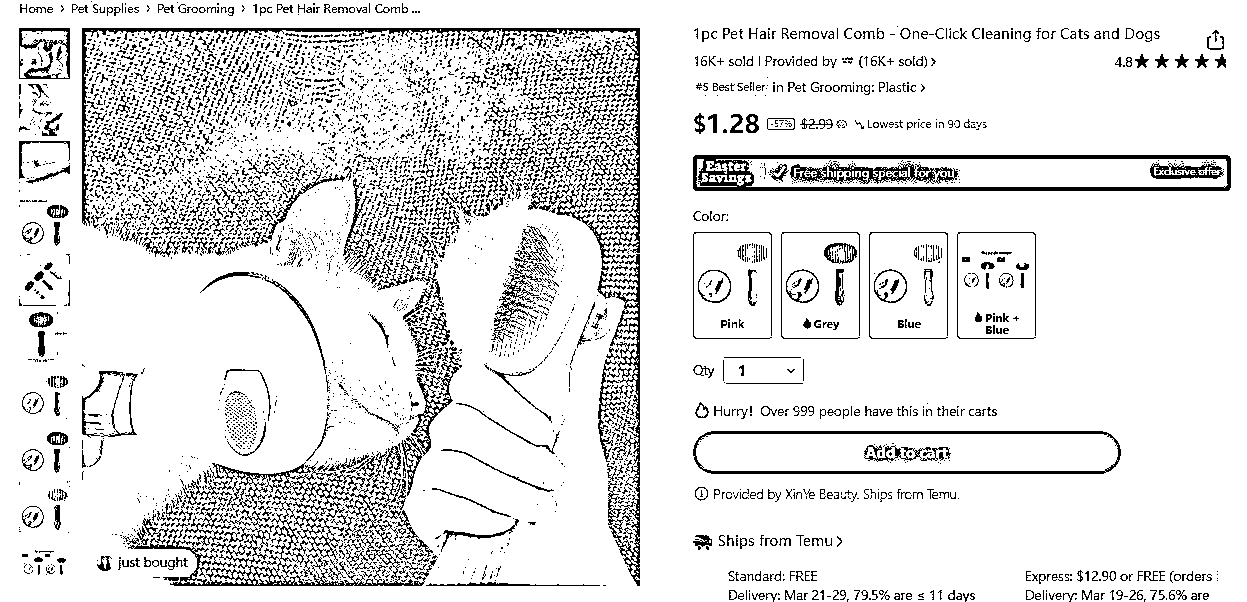 Home > Pet Supplies > Pet Grooming > 1pc Pet Hair Removal Comb ...
1pc Pet Hair Removal Comb - One-Click Cleaning for Cats and Dogs
16K+ sold | Provided by (16K+ sold) >
4.8
#5 Best Seller in Pet Grooming: Plastic >
$1.28 -57% $2.99 Lowest price in 90 days
Easter Savings
Free shipping special for you
Exclusive offer
Color:
Pink
Grey
Blue
Pink + Blue
Qty 1
Hurry! Over 999 people have this in their carts
Add to cart
Provided by XinYe Beauty. Ships from Temu.
Ships from Temu >
Standard: FREE
Delivery: Mar 21-29, 79.5% are ≤ 11 days
Express: $12.90 or FREE (orders
Delivery: Mar 19-26, 75.6% are
just bought